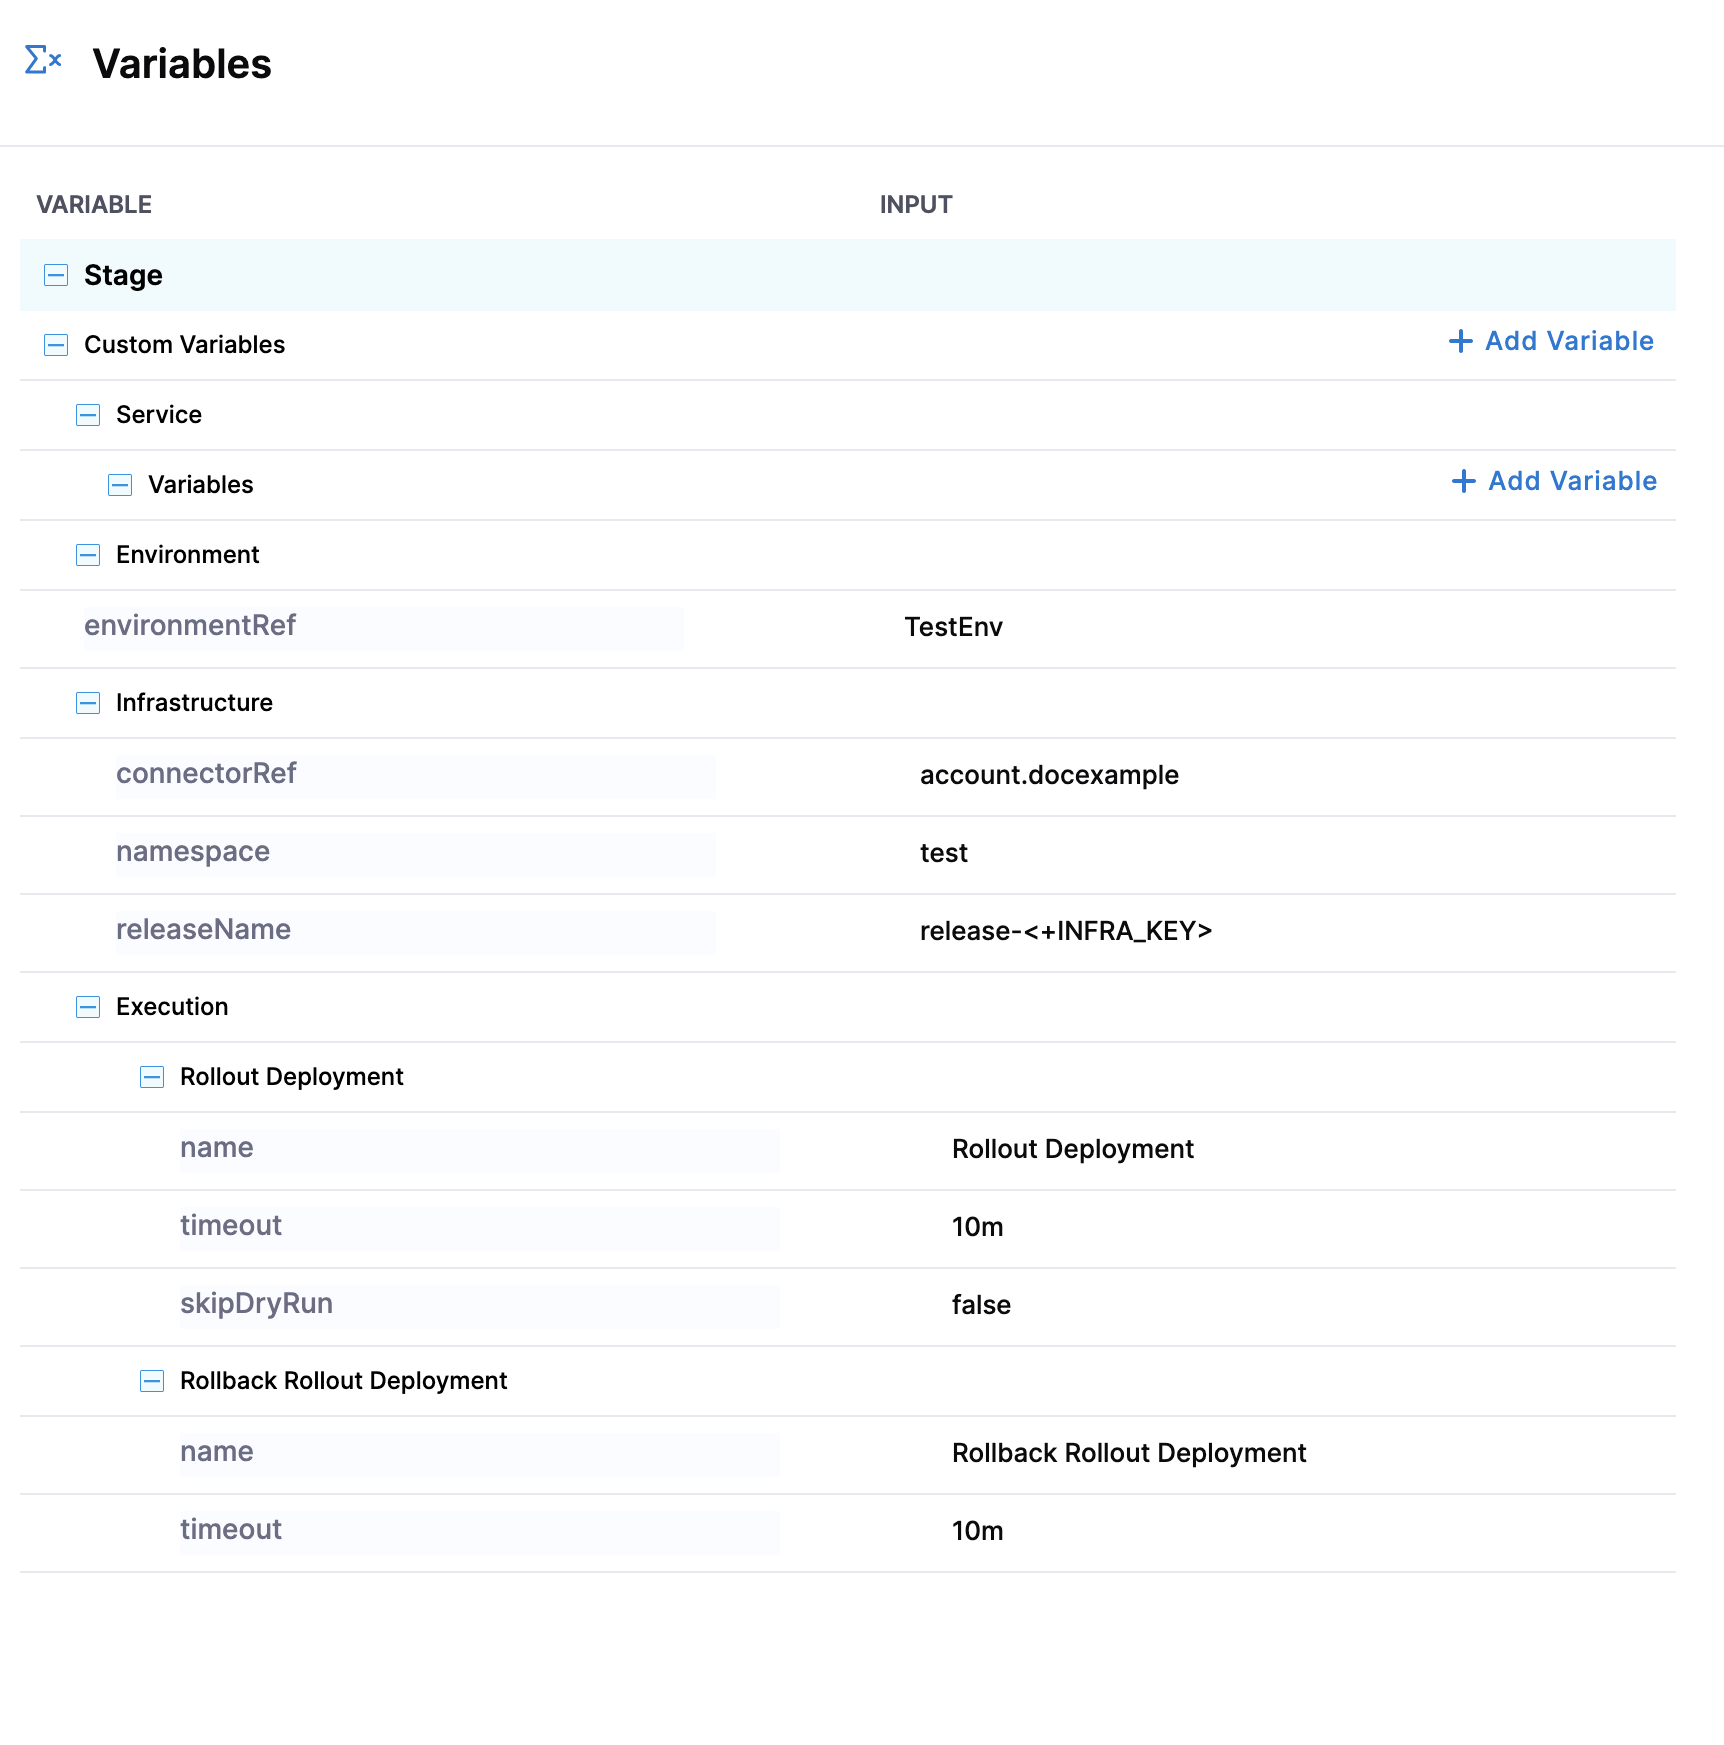 Variables
VARIABLE INPUT
Stage
Custom Variables + Add Variable
Service
Variables + Add Variable
Environment
environmentRef TestEnv
Infrastructure
connectorRef account.docexample
namespace test
releaseName release-<+INFRA_KEY>
Execution
Rollout Deployment
name Rollout Deployment
timeout 10m
skipDryRun false
Rollback Rollout Deployment
name Rollback Rollout Deployment
timeout 10m